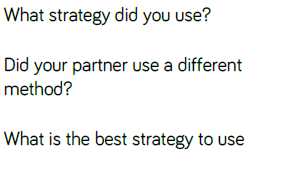 What strategy did you use?
Did your partner use a different
method?
What is the best strategy to use